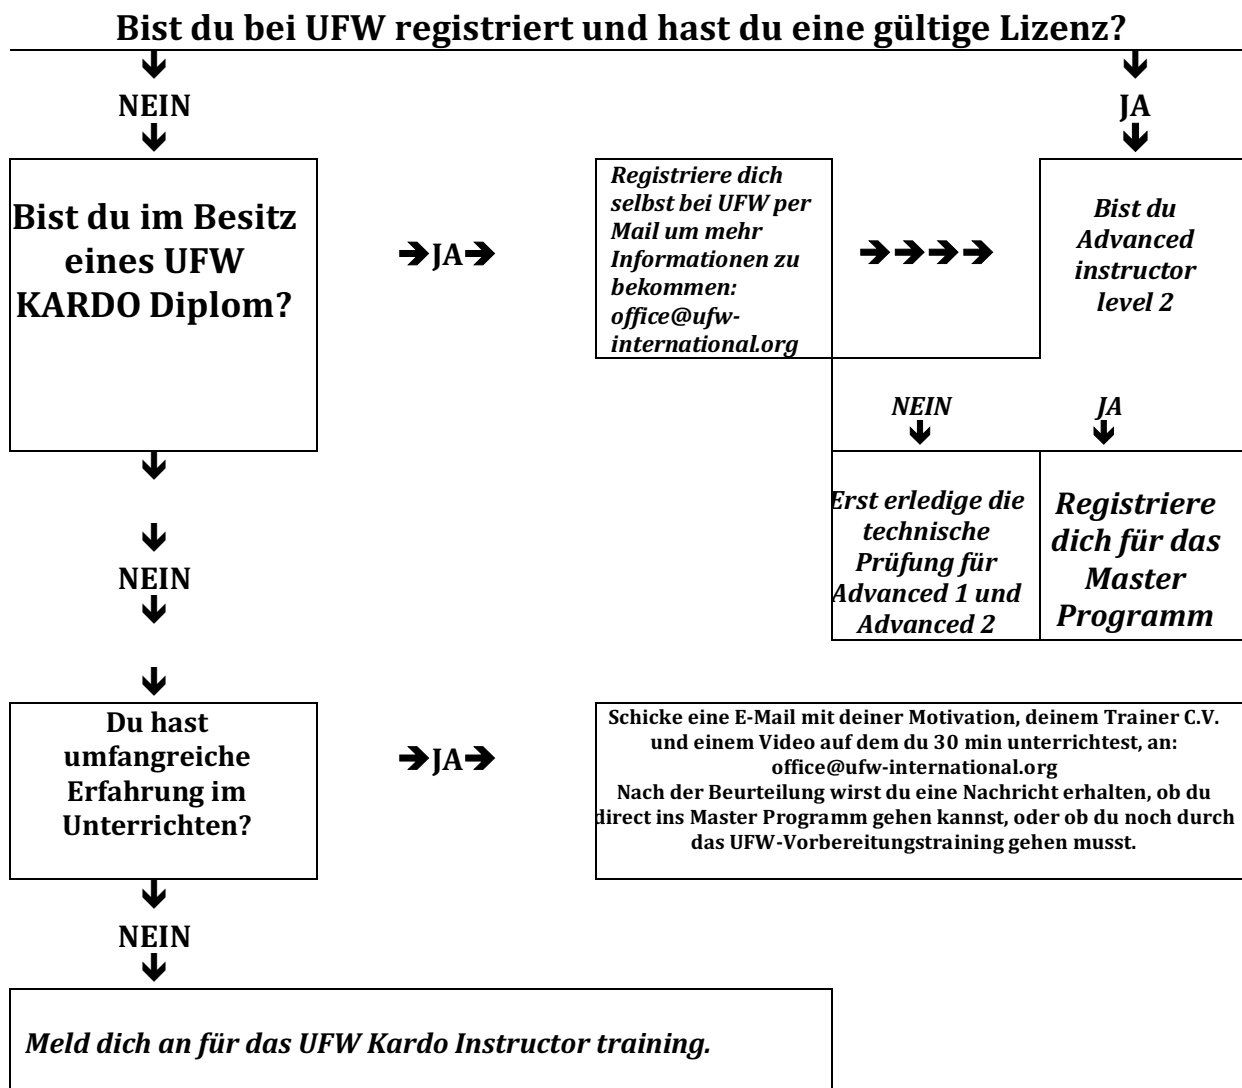 Bist du bei UFW registriert und hast du eine gültige Lizenz?
NEIN
JA
Bist du im Besitz
eines UFW
KARDO Diplom?
➔JA➔
Registriere dich
selbst bei UFW per
Mail um mehr
Informationen zu
bekommen:
office@ufw-
international.org
Bist du
Advanced
instructor
level 2
NEIN
JA
Erst erledige die
technische
Prüfung für
Advanced 1 und
Advanced 2
Registriere
dich für das
Master
Programm
NEIN
Du hast
umfangreiche
Erfahrung im
Unterrichten?
➔JA➔
Schicke eine E-Mail mit deiner Motivation, deinem Trainer C.V.
und einem Video auf dem du 30 min unterrichtest, an:
office@ufw-international.org
Nach der Beurteilung wirst du eine Nachricht erhalten, ob du
direct ins Master Programm gehen kannst, oder ob du noch durch
das UFW-Vorbereitungstraining gehen musst.
NEIN
Meld dich an für das UFW Kardo Instructor training.